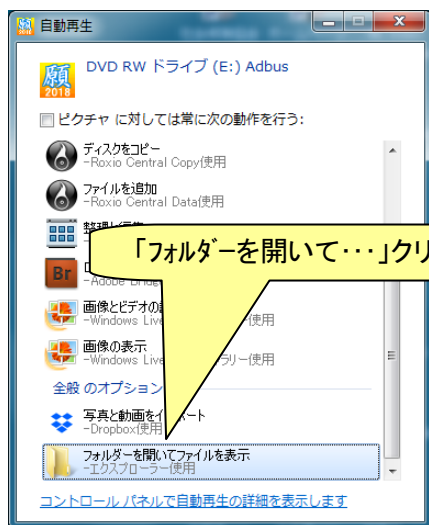 自動再生
DVD RW ドライブ (E:) Adbus
願
2018
ピクチャ に対しては常に次の動作を行う:
ディスクをコピー
-Roxio Central Copy使用
ファイルを追加
-Roxio Central Data使用
「フォルダーを開いて･･･」クリ
Br
-Adobe Bridge
画像とビデオの
-Windows Live 使用
画像の表示
-Windows Live ラリー使用
全般 のオプション
写真と動画をインポート
-Dropbox使用
フォルダーを開いてファイルを表示
-エクスプローラー使用
コントロール パネルで自動再生の詳細を表示します